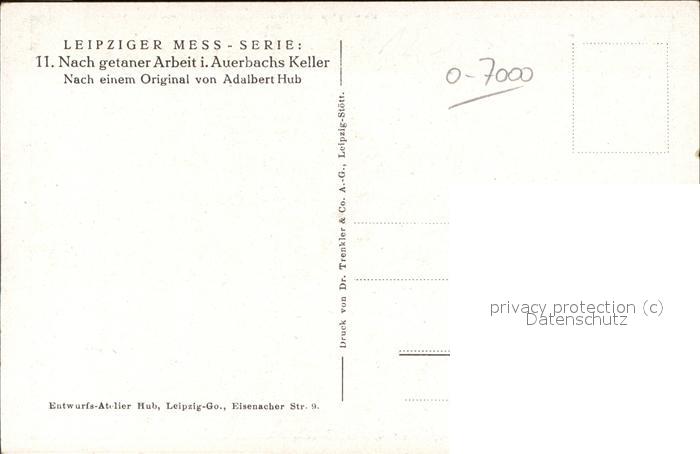 LEIPZIGER MESS-SERIE:
11. Nach getaner Arbeit i. Auerbachs Keller
Nach einem Original von Adalbert Hub
0-7000
Druck von Dr. Trenkler & Co. A.-G., Leipzig-Stött.
privacy protection (c)
Datenschutz
Entwurfs-Atelier Hub, Leipzig-Go., Eisenacher Str. 9.